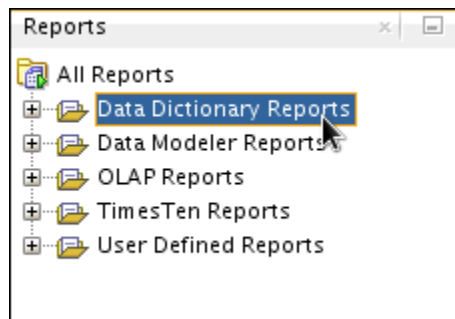 Reports
All Reports
Data Dictionary Reports
Data Modeler Reports
OLAP Reports
TimesTen Reports
User Defined Reports